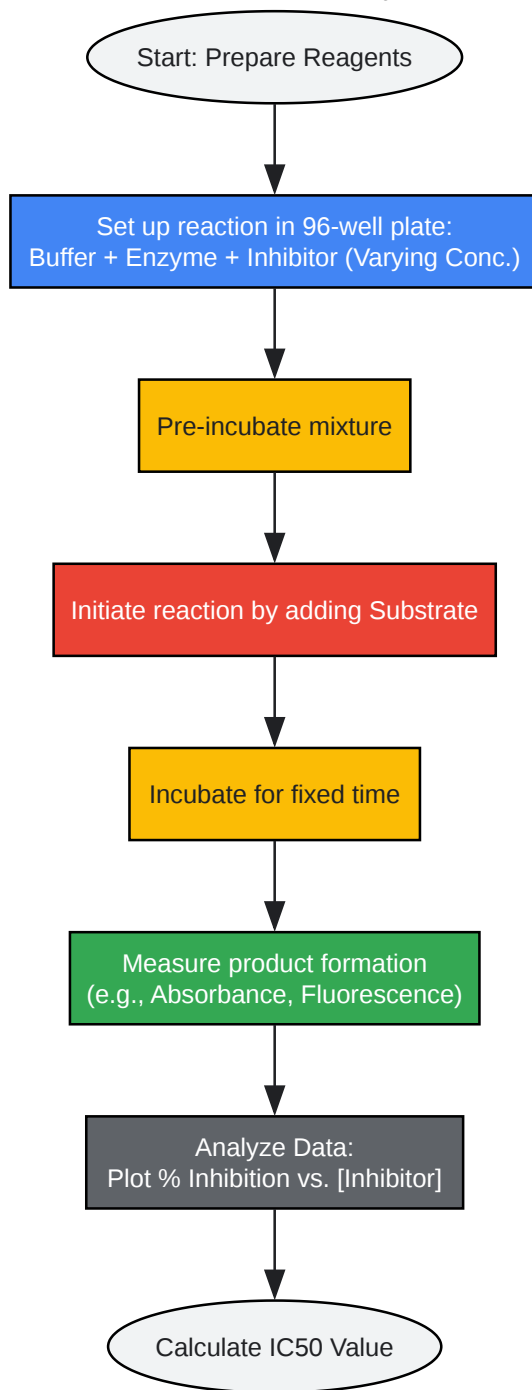 Start: Prepare Reagents
Set up reaction in 96-well plate:
Buffer + Enzyme + Inhibitor (Varying Conc.)
Pre-incubate mixture
Initiate reaction by adding Substrate
Incubate for fixed time
Measure product formation
(e.g., Absorbance, Fluorescence)
Analyze Data:
Plot % Inhibition vs. [Inhibitor]
Calculate IC50 Value